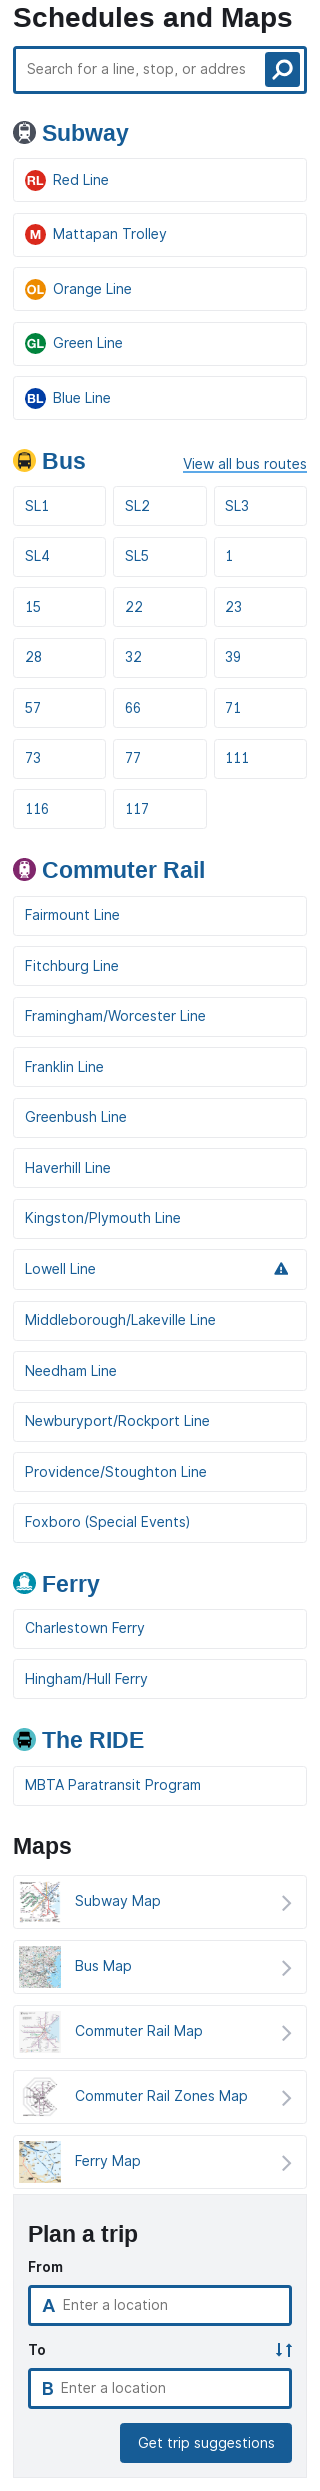 Schedules and Maps
Search for a line, stop, or addres
Subway
RL Red Line
M Mattapan Trolley
OL Orange Line
GL Green Line
BL Blue Line
Bus View all bus routes
SL1 SL2 SL3
SL4 SL5 1
15 22 23
28 32 39
57 66 71
73 77 111
116 117
Commuter Rail
Fairmount Line
Fitchburg Line
Framingham/Worcester Line
Franklin Line
Greenbush Line
Haverhill Line
Kingston/Plymouth Line
Lowell Line
Middleborough/Lakeville Line
Needham Line
Newburyport/Rockport Line
Providence/Stoughton Line
Foxboro (Special Events)
Ferry
Charlestown Ferry
Hingham/Hull Ferry
The RIDE
MBTA Paratransit Program
Maps
Subway Map
Bus Map
Commuter Rail Map
Commuter Rail Zones Map
Ferry Map
Plan a trip
From
A Enter a location
To
B Enter a location
Get trip suggestions